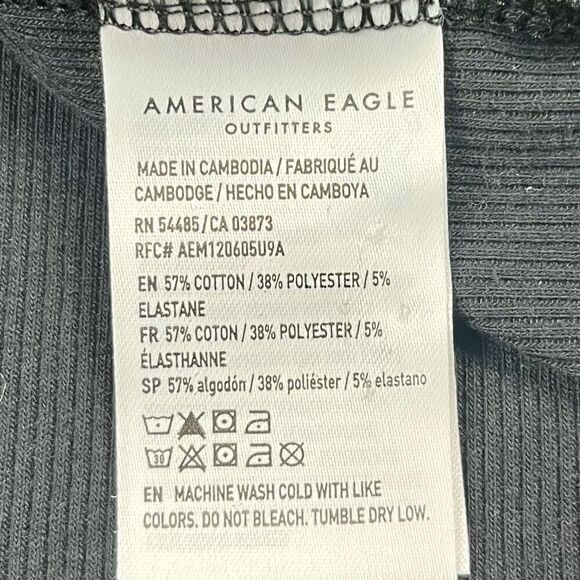 AMERICAN EAGLE
OUTFITTERS
MADE IN CAMBODIA / FABRIQUÉ AU
CAMBODGE / HECHO EN CAMBOYA
RN 54485 / CA 03873
RFC# AEM120605U9A
EN 57% COTTON / 38% POLYESTER / 5%
ELASTANE
FR 57% COTON / 38% POLYESTER / 5%
ÉLASTHANNE
SP 57% algodón / 38% poliéster / 5% elastano
30
EN MACHINE WASH COLD WITH LIKE
COLORS. DO NOT BLEACH. TUMBLE DRY LOW.